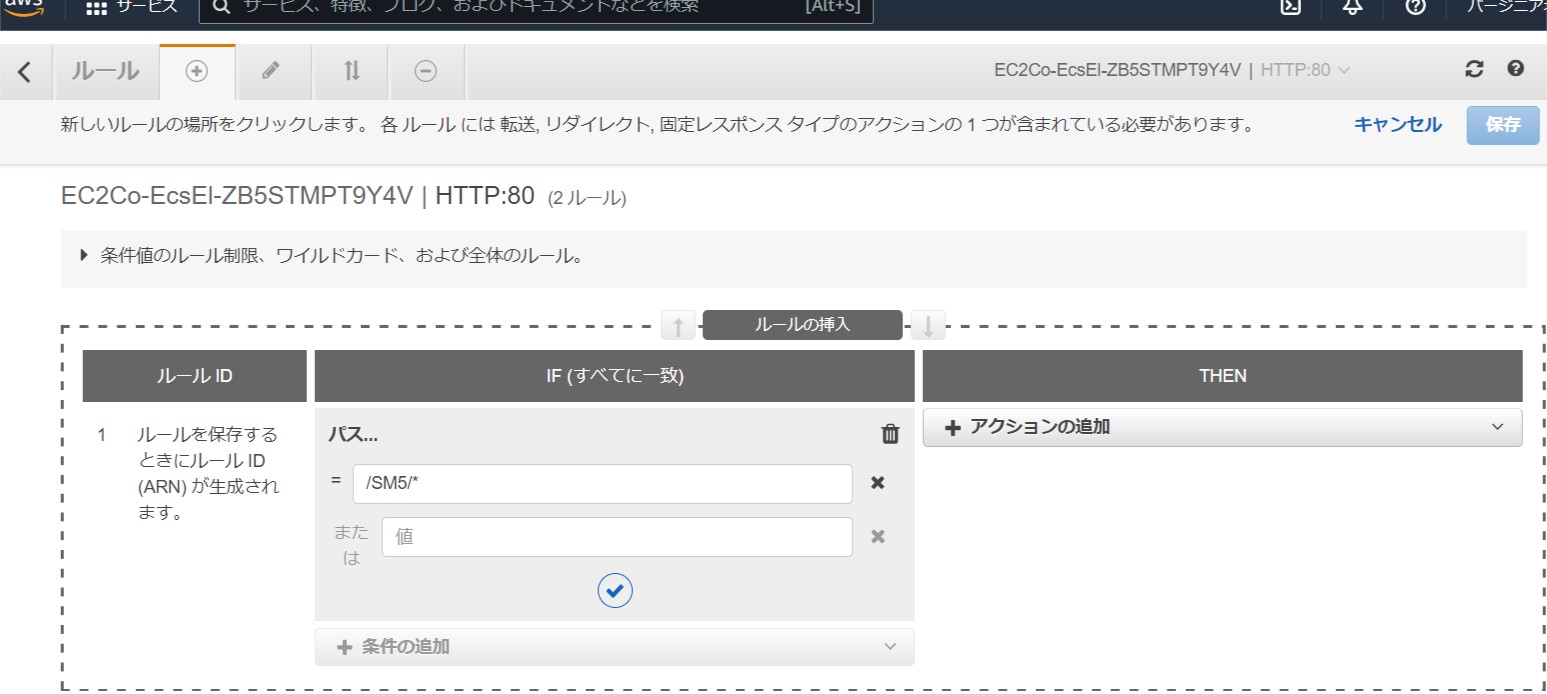 aws サービス サービス、特徴、ブログ、およびドキュメントなどを検索 [Alt+S]
ルール EC2Co-EcsEl-ZB5STMPT9Y4V | HTTP:80
新しいルールの場所をクリックします。 各 ルール には 転送, リダイレクト, 固定レスポンス タイプのアクションの 1 つが含まれている必要があります。 キャンセル 保存
EC2Co-EcsEl-ZB5STMPT9Y4V | HTTP:80 (2 ルール)
条件値のルール制限、ワイルドカード、および全体のルール。
ルールの挿入
ルール ID IF (すべてに一致) THEN
1 ルールを保存する
ときにルール ID
(ARN) が生成され
ます。
パス...
= /SM5/*
また
は
値
条件の追加
アクションの追加